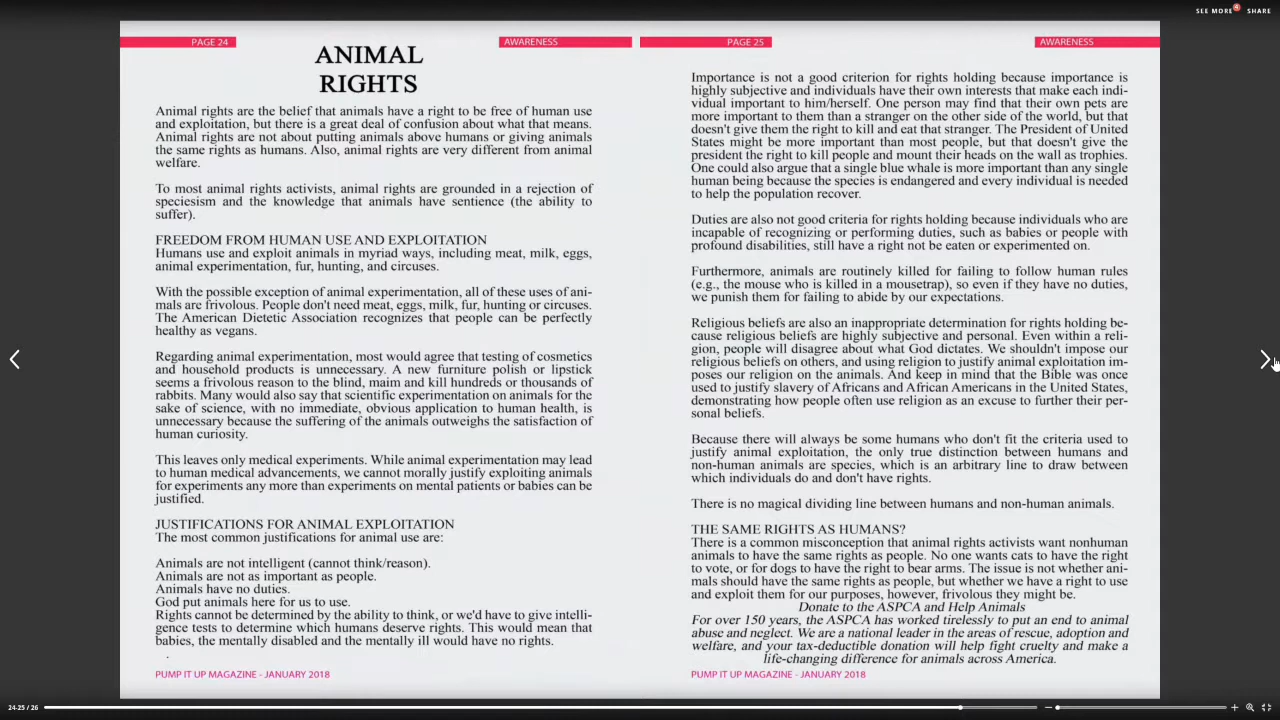 SEE MORE
4
SHARE
PAGE 24
AWARENESS
ANIMAL
RIGHTS
Animal rights are the belief that animals have a right to be free of human use
and exploitation, but there is a great deal of confusion about what that means.
Animal rights are not about putting animals above humans or giving animals
the same rights as humans. Also, animal rights are very different from animal
welfare.
To most animal rights activists, animal rights are grounded in a rejection of
speciesism and the knowledge that animals have sentience (the ability to
suffer).
FREEDOM FROM HUMAN USE AND EXPLOITATION
Humans use and exploit animals in myriad ways, including meat, milk, eggs,
animal experimentation, fur, hunting, and circuses.
With the possible exception of animal experimentation, all of these uses of ani-
mals are frivolous. People don't need meat, eggs, milk, fur, hunting or circuses.
The American Dietetic Association recognizes that people can be perfectly
healthy as vegans.
Regarding animal experimentation, most would agree that testing of cosmetics
and household products is unnecessary. A new furniture polish or lipstick
seems a frivolous reason to the blind, maim and kill hundreds or thousands of
rabbits. Many would also say that scientific experimentation on animals for the
sake of science, with no immediate, obvious application to human health, is
unnecessary because the suffering of the animals outweighs the satisfaction of
human curiosity.
This leaves only medical experiments. While animal experimentation may lead
to human medical advancements, we cannot morally justify exploiting animals
for experiments any more than experiments on mental patients or babies can be
justified.
JUSTIFICATIONS FOR ANIMAL EXPLOITATION
The most common justifications for animal use are:
Animals are not intelligent (cannot think/reason).
Animals are not as important as people.
Animals have no duties.
God put animals here for us to use.
Rights cannot be determined by the ability to think, or we'd have to give intelli-
gence tests to determine which humans deserve rights. This would mean that
babies, the mentally disabled and the mentally ill would have no rights.
.
PUMP IT UP MAGAZINE - JANUARY 2018
PAGE 25
AWARENESS
Importance is not a good criterion for rights holding because importance is
highly subjective and individuals have their own interests that make each indi-
vidual important to him/herself. One person may find that their own pets are
more important to them than a stranger on the other side of the world, but that
doesn't give them the right to kill and eat that stranger. The President of United
States might be more important than most people, but that doesn't give the
president the right to kill people and mount their heads on the wall as trophies.
One could also argue that a single blue whale is more important than any single
human being because the species is endangered and every individual is needed
to help the population recover.
Duties are also not good criteria for rights holding because individuals who are
incapable of recognizing or performing duties, such as babies or people with
profound disabilities, still have a right not be eaten or experimented on.
Furthermore, animals are routinely killed for failing to follow human rules
(e.g., the mouse who is killed in a mousetrap), so even if they have no duties,
we punish them for failing to abide by our expectations.
Religious beliefs are also an inappropriate determination for rights holding be-
cause religious beliefs are highly subjective and personal. Even within a reli-
gion, people will disagree about what God dictates. We shouldn't impose our
religious beliefs on others, and using religion to justify animal exploitation im-
poses our religion on the animals. And keep in mind that the Bible was once
used to justify slavery of Africans and African Americans in the United States,
demonstrating how people often use religion as an excuse to further their per-
sonal beliefs.
Because there will always be some humans who don't fit the criteria used to
justify animal exploitation, the only true distinction between humans and
non-human animals are species, which is an arbitrary line to draw between
which individuals do and don't have rights.
There is no magical dividing line between humans and non-human animals.
THE SAME RIGHTS AS HUMANS?
There is a common misconception that animal rights activists want nonhuman
animals to have the same rights as people. No one wants cats to have the right
to vote, or for dogs to have the right to bear arms. The issue is not whether ani-
mals should have the same rights as people, but whether we have a right to use
and exploit them for our purposes, however, frivolous they might be.
Donate to the ASPCA and Help Animals
For over 150 years, the ASPCA has worked tirelessly to put an end to animal
abuse and neglect. We are a national leader in the areas of rescue, adoption and
welfare, and your tax-deductible donation will help fight cruelty and make a
life-changing difference for animals across America.
PUMP IT UP MAGAZINE - JANUARY 2018
24-25 / 26